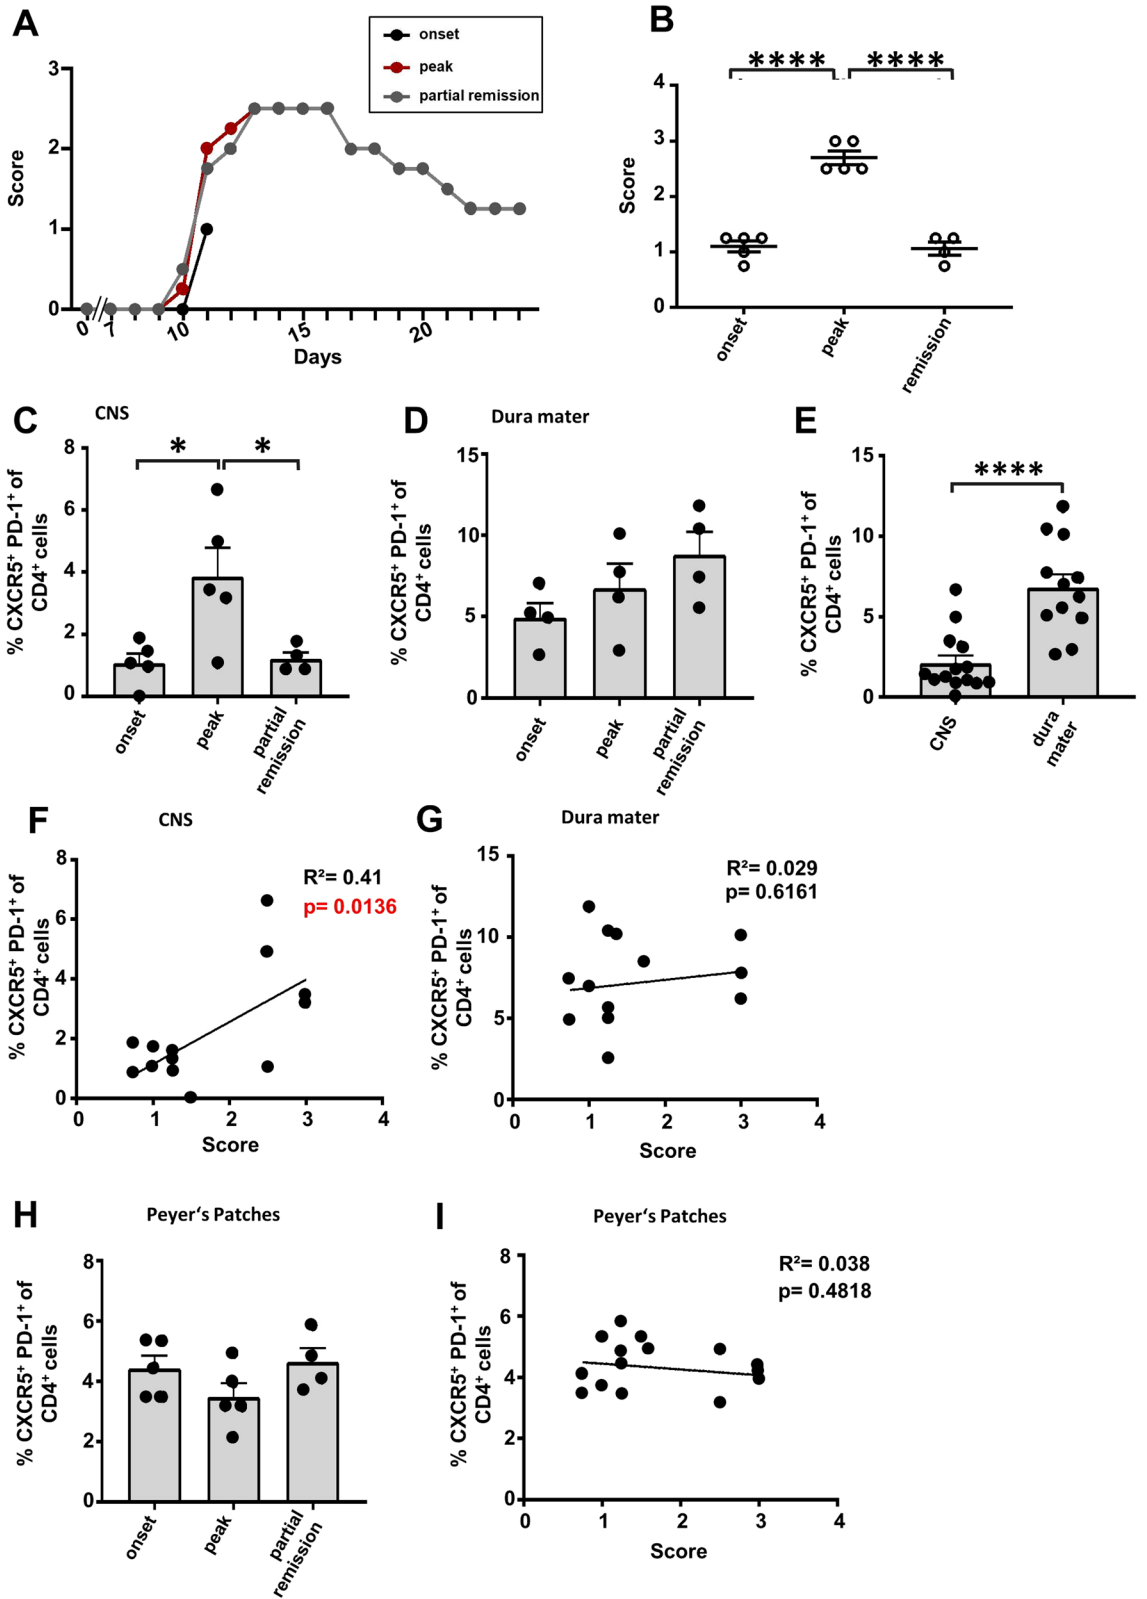 A
onset
peak
partial remission
3
2
1
0
Score
0 7 10 15 20
Days
B
**** ****
4
3
2
1
0
Score
onset
peak
remission
C
CNS
* *
8
6
4
2
0
% CXCR5⁺ PD-1⁺ of
CD4⁺ cells
onset
peak
partial
remission
D
Dura mater
15
10
5
0
% CXCR5⁺ PD-1⁺ of
CD4⁺ cells
onset
peak
partial
remission
E
****
15
10
5
0
% CXCR5⁺ PD-1⁺ of
CD4⁺ cells
CNS
dura
mater
F
CNS
R²= 0.41
p= 0.0136
8
6
4
2
0
% CXCR5⁺ PD-1⁺ of
CD4⁺ cells
0 1 2 3 4
Score
G
Dura mater
R²= 0.029
p= 0.6161
15
10
5
0
% CXCR5⁺ PD-1⁺ of
CD4⁺ cells
0 1 2 3 4
Score
H
Peyer‘s Patches
8
6
4
2
0
% CXCR5⁺ PD-1⁺ of
CD4⁺ cells
onset
peak
partial
remission
I
Peyer‘s Patches
R²= 0.038
p= 0.4818
8
6
4
2
0
% CXCR5⁺ PD-1⁺ of
CD4⁺ cells
0 1 2 3 4
Score